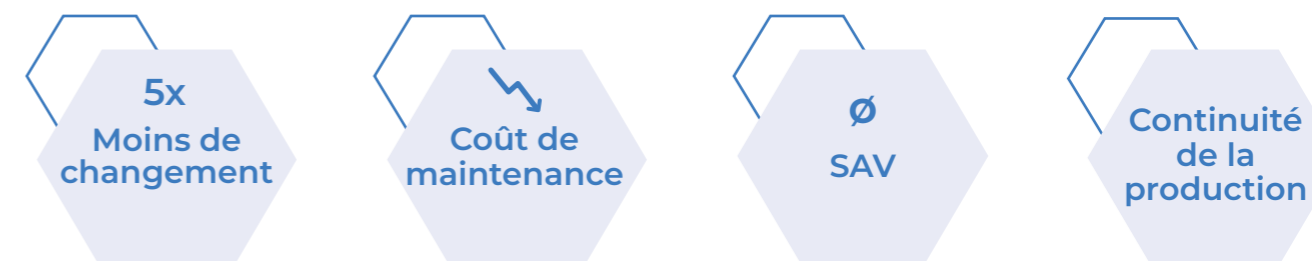 5x
Moins de
changement
Coût de
maintenance
Ø
SAV
Continuité
de la
production